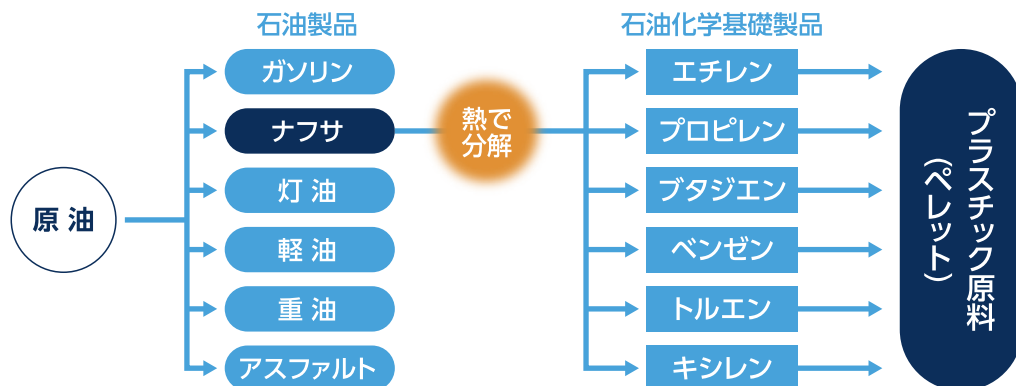 石油製品
石油化学基礎製品
原油
ガソリン
ナフサ
灯油
軽油
重油
アスファルト
熱で
分解
エチレン
プロピレン
ブタジエン
ベンゼン
トルエン
キシレン
プラスチック原料
(ペレット)